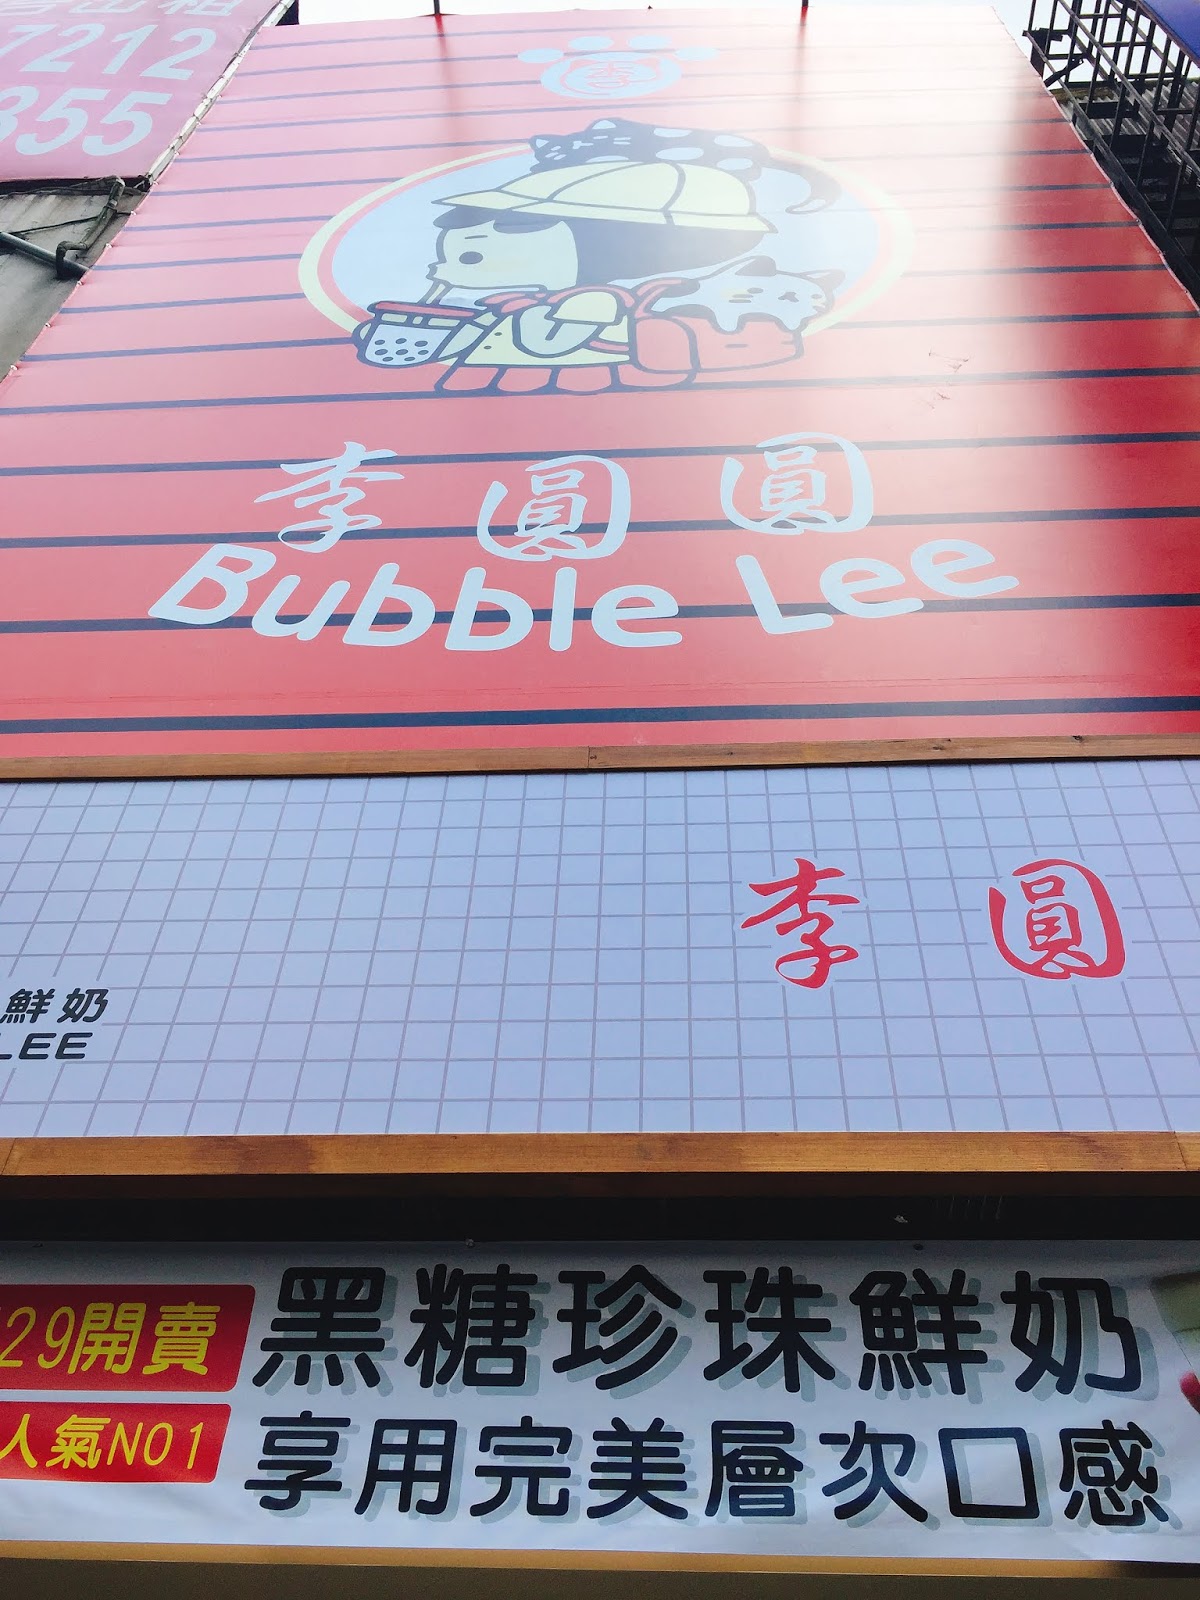 7212
355
李圓圓
Bubble Lee
李圓
鮮奶
LEE
29開賣
黑糖珍珠鮮奶
人氣NO1
享用完美層次口感